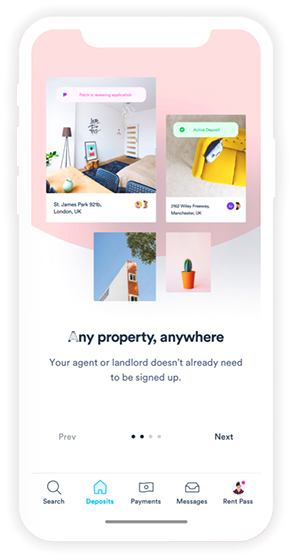 Fletch is reviewing application
Active Deposit
St. James Park 921b,
London, UK
2162 Wiley Freeway,
Manchester, UK
Any property, anywhere
Your agent or landlord doesn't already need
to be signed up.
Prev
Next
Search
Deposits
Payments
Messages
Rent Pass